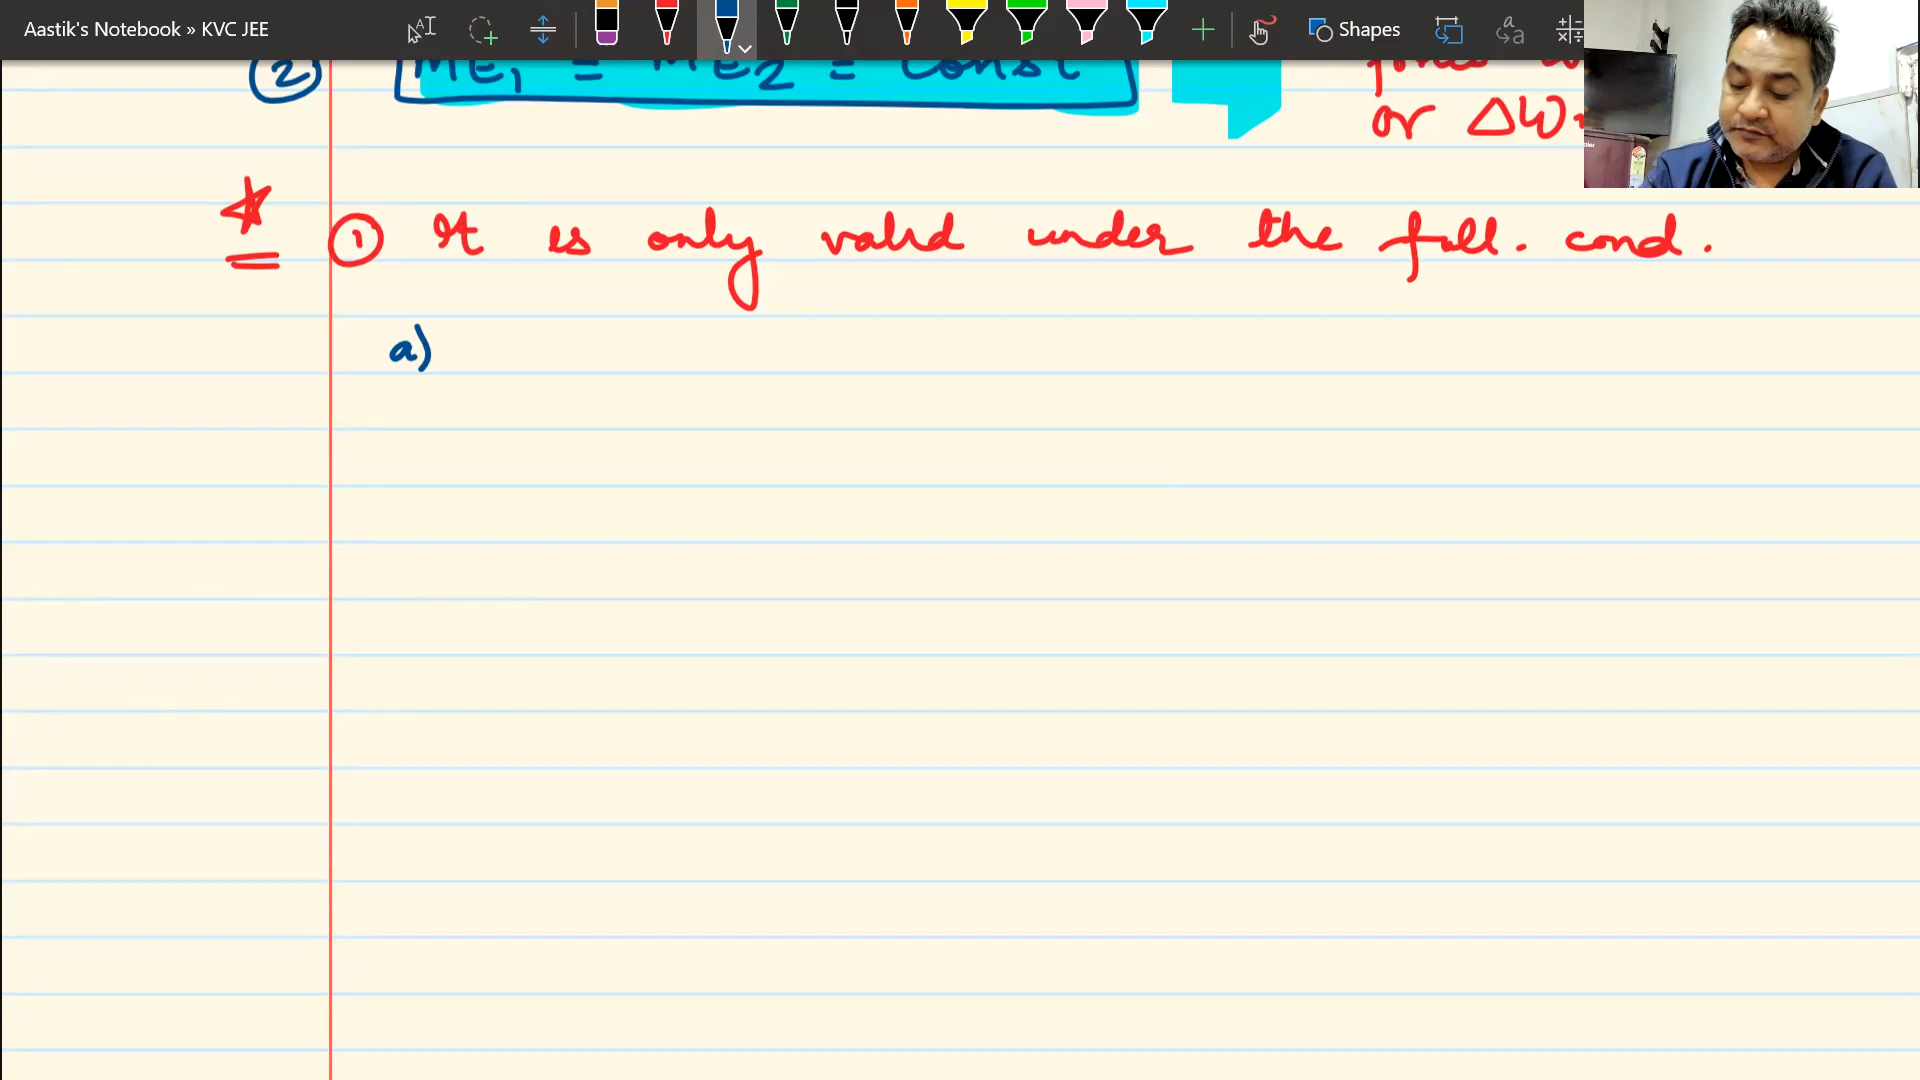 Aastik's Notebook » KVC JEE
Shapes
② ME₁ = ME₂ = Const
or ΔW
① It is only valid under the foll. cond.
a)